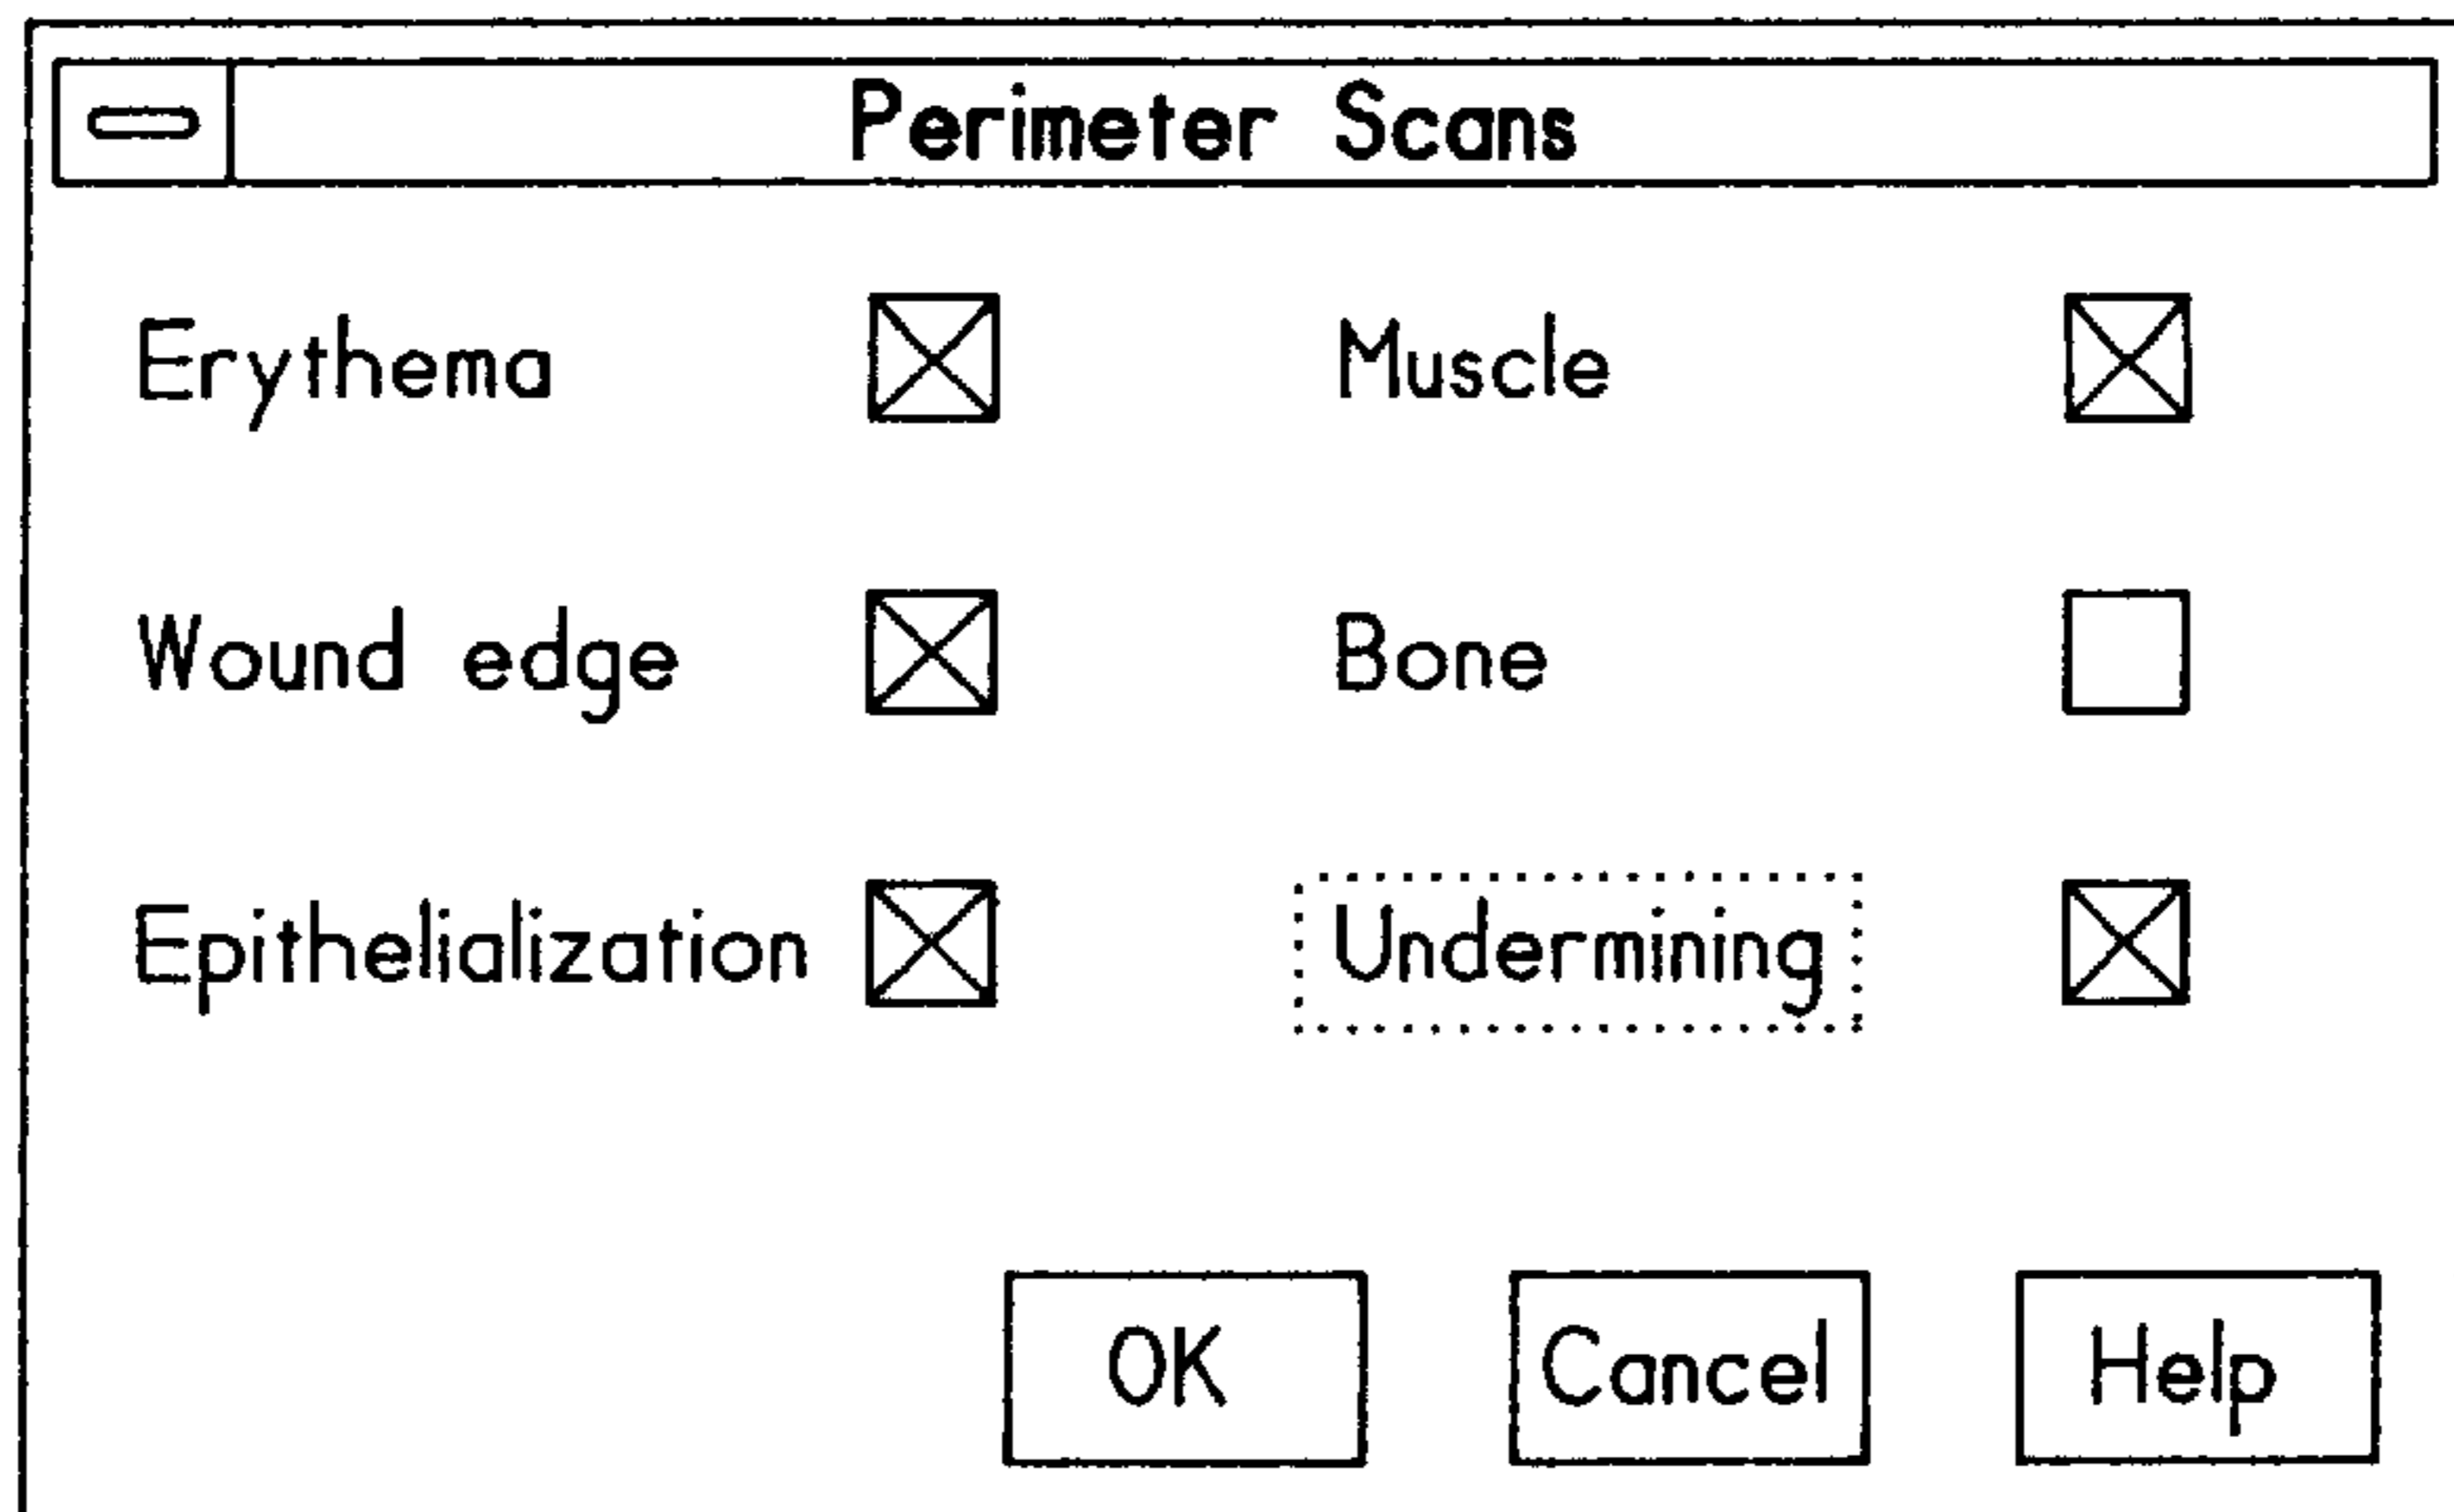 Perimeter Scans
Erythema Muscle
Wound edge Bone
Epithelialization Undermining
OK Cancel Help